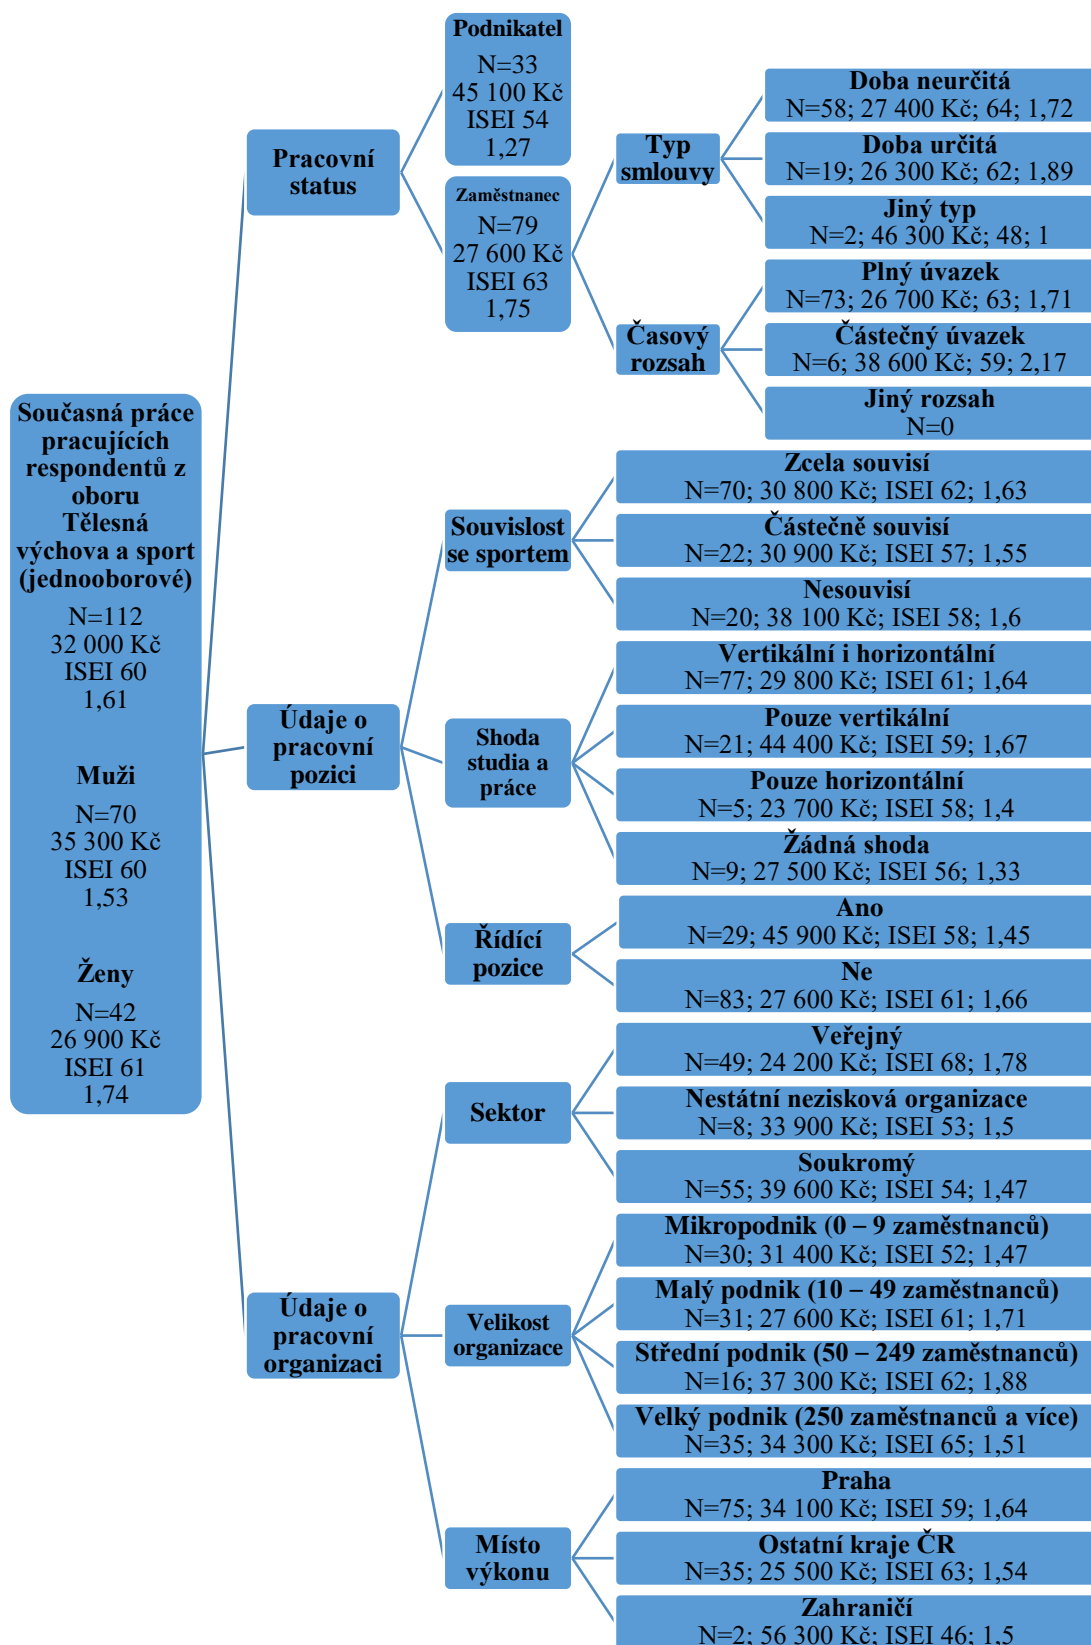 Současná práce
pracujících
respondentů z
oboru
Tělesná
výchova a sport
(jednooborové)
N=112
32 000 Kč
ISEI 60
1,61
Muži
N=70
35 300 Kč
ISEI 60
1,53
Ženy
N=42
26 900 Kč
ISEI 61
1,74
Pracovní
status
Podnikatel
N=33
45 100 Kč
ISEI 54
1,27
Zaměstnanec
N=79
27 600 Kč
ISEI 63
1,75
Typ
smlouvy
Doba neurčitá
N=58; 27 400 Kč; 64; 1,72
Doba určitá
N=19; 26 300 Kč; 62; 1,89
Jiný typ
N=2; 46 300 Kč; 48; 1
Časový
rozsah
Plný úvazek
N=73; 26 700 Kč; 63; 1,71
Částečný úvazek
N=6; 38 600 Kč; 59; 2,17
Jiný rozsah
N=0
Údaje o
pracovní
pozici
Souvislost
se sportem
Zcela souvisí
N=70; 30 800 Kč; ISEI 62; 1,63
Částečně souvisí
N=22; 30 900 Kč; ISEI 57; 1,55
Nesouvisí
N=20; 38 100 Kč; ISEI 58; 1,6
Shoda
studia a
práce
Vertikální i horizontální
N=77; 29 800 Kč; ISEI 61; 1,64
Pouze vertikální
N=21; 44 400 Kč; ISEI 59; 1,67
Pouze horizontální
N=5; 23 700 Kč; ISEI 58; 1,4
Žádná shoda
N=9; 27 500 Kč; ISEI 56; 1,33
Řídící
pozice
Ano
N=29; 45 900 Kč; ISEI 58; 1,45
Ne
N=83; 27 600 Kč; ISEI 61; 1,66
Údaje o
pracovní
organizaci
Sektor
Veřejný
N=49; 24 200 Kč; ISEI 68; 1,78
Nestátní nezisková organizace
N=8; 33 900 Kč; ISEI 53; 1,5
Soukromý
N=55; 39 600 Kč; ISEI 54; 1,47
Velikost
organizace
Mikropodnik (0 – 9 zaměstnanců)
N=30; 31 400 Kč; ISEI 52; 1,47
Malý podnik (10 – 49 zaměstnanců)
N=31; 27 600 Kč; ISEI 61; 1,71
Střední podnik (50 – 249 zaměstnanců)
N=16; 37 300 Kč; ISEI 62; 1,88
Velký podnik (250 zaměstnanců a více)
N=35; 34 300 Kč; ISEI 65; 1,51
Místo
výkonu
Praha
N=75; 34 100 Kč; ISEI 59; 1,64
Ostatní kraje ČR
N=35; 25 500 Kč; ISEI 63; 1,54
Zahraničí
N=2; 56 300 Kč; ISEI 46; 1,5